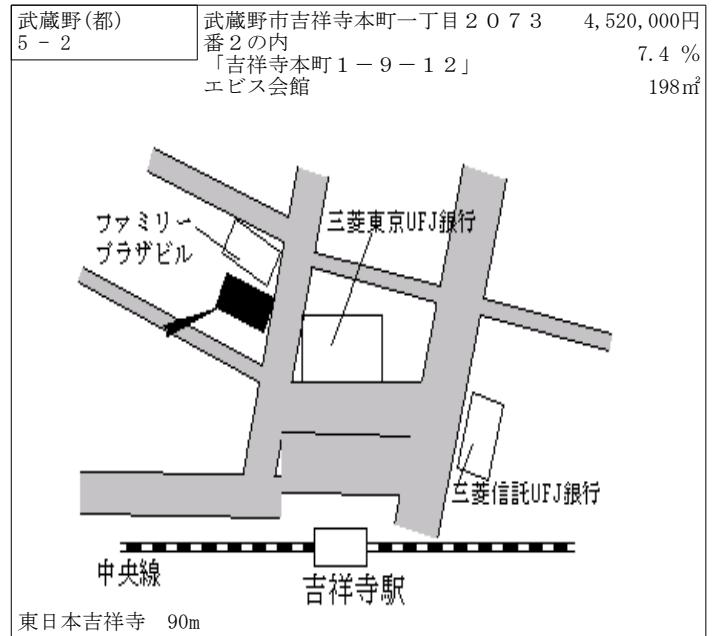 武蔵野(都)
5 - 2
武蔵野市吉祥寺本町一丁目２０７３
番２の内
「吉祥寺本町１－９－１２」
エビス会館
4,520,000円
7.4 %
198㎡
ファミリー
プラザビル
三菱東京UFJ銀行
三菱信託UFJ銀行
中央線
吉祥寺駅
東日本吉祥寺 90m